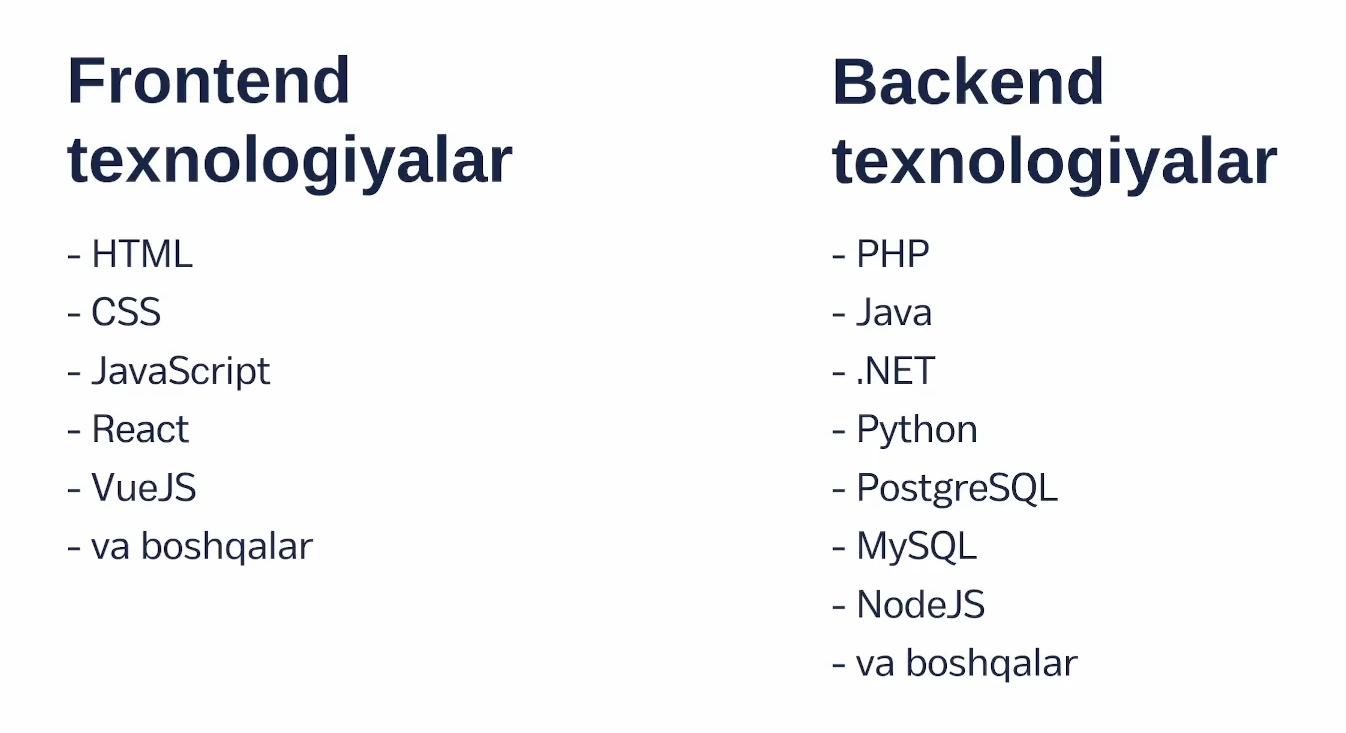 Frontend
texnologiyalar
- HTML
- CSS
- JavaScript
- React
- VueJS
- va boshqalar
Backend
texnologiyalar
- PHP
- Java
- .NET
- Python
- PostgreSQL
- MySQL
- NodeJS
- va boshqalar